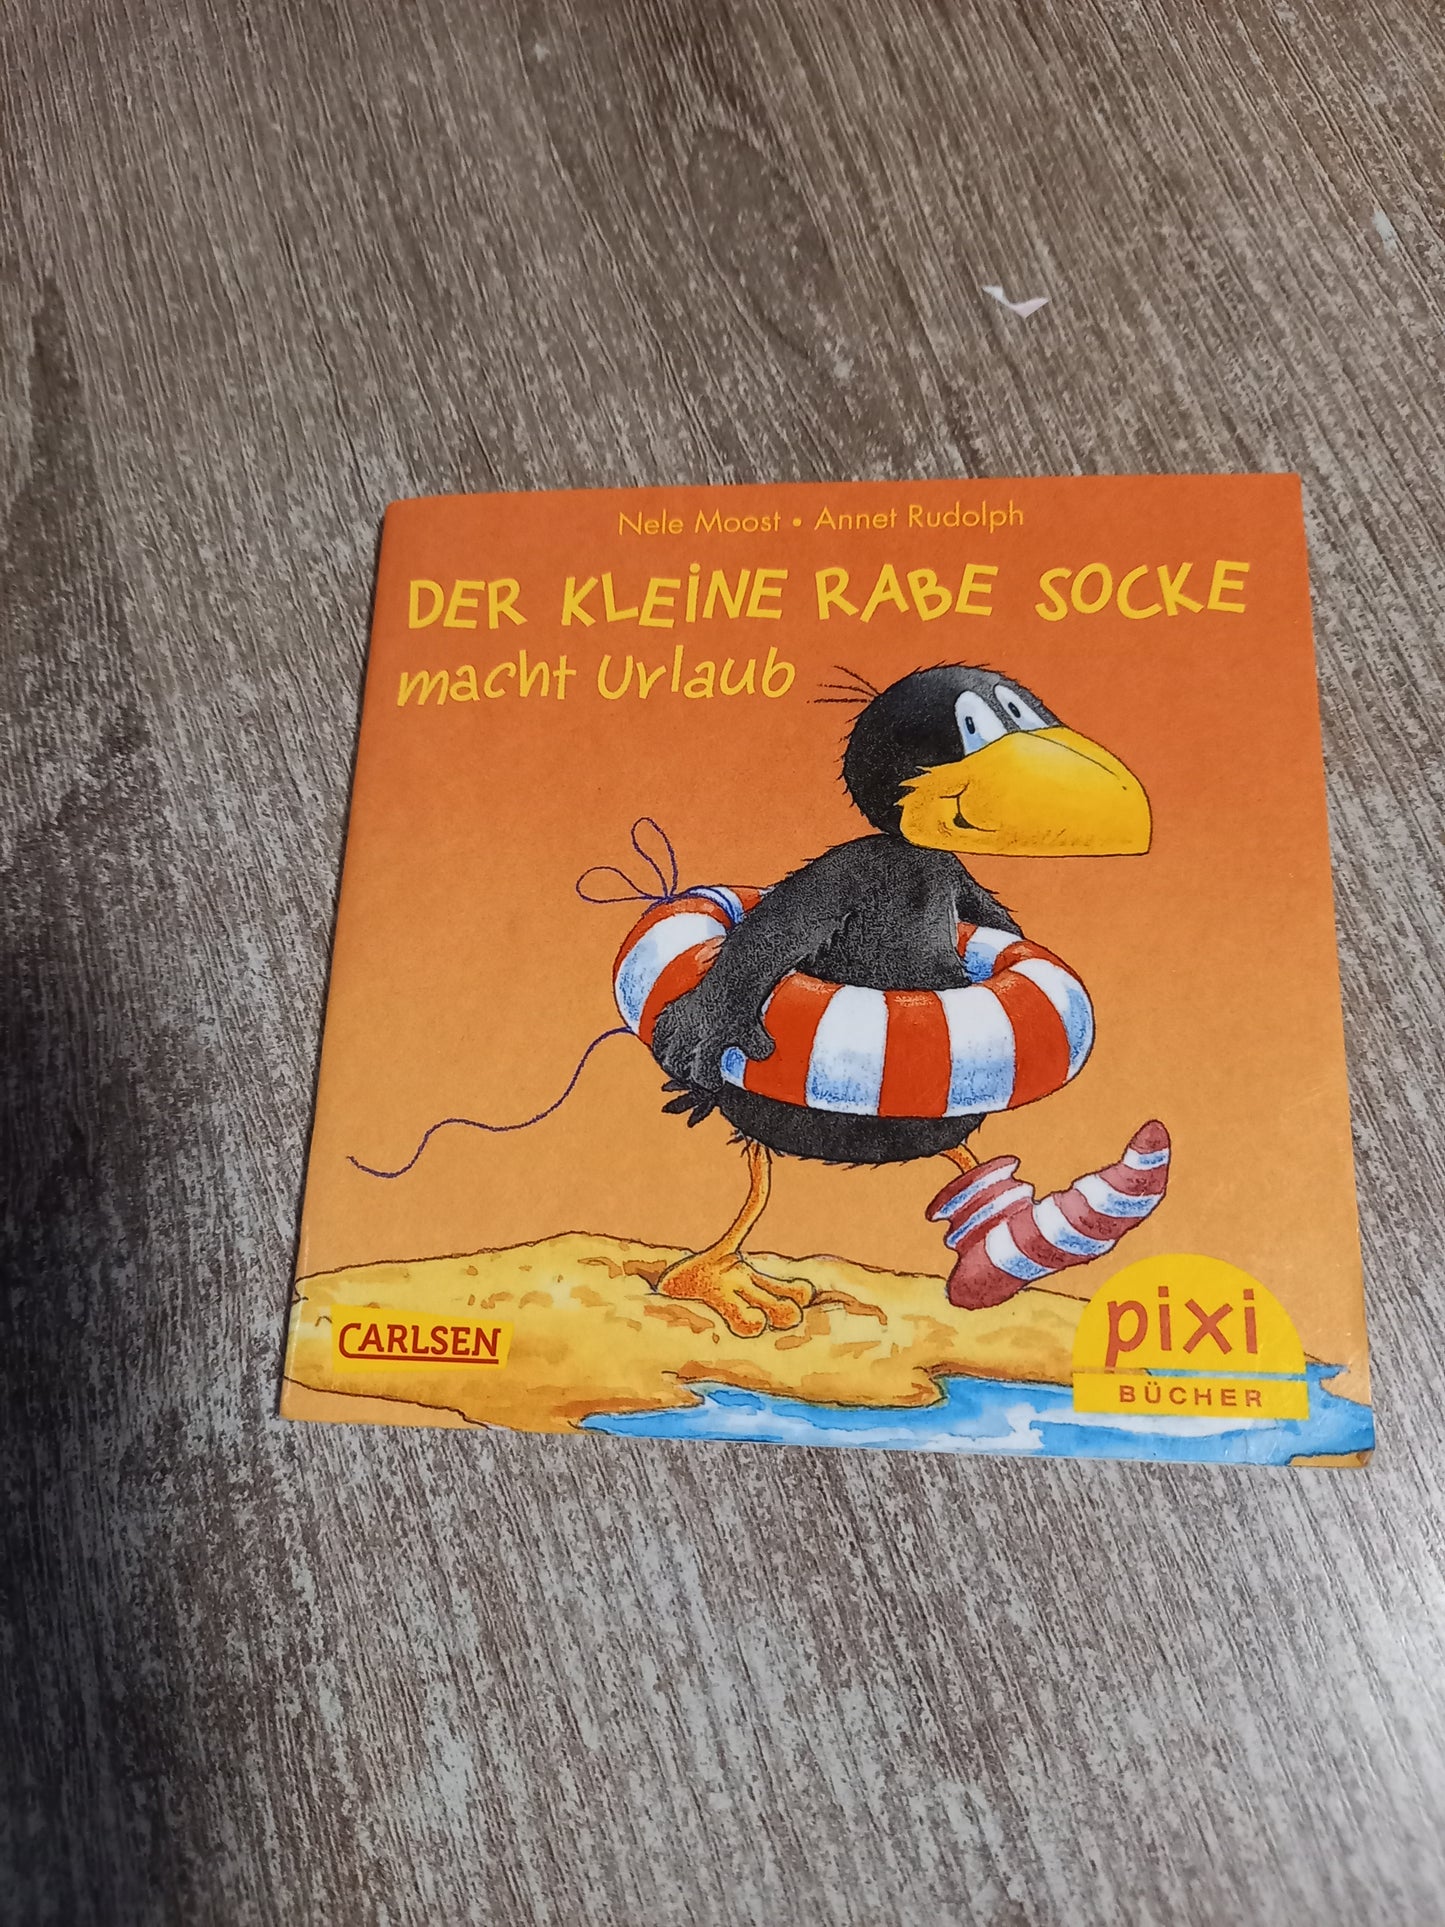 Nele Moost • Annet Rudolph
DER KLEINE RABE SOCKE
macht Urlaub
CARLSEN
pixi
BÜCHER